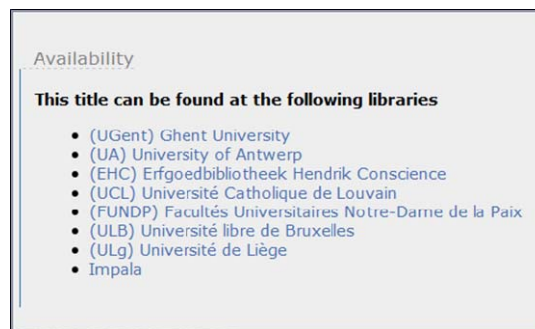 Availability
This title can be found at the following libraries
(UGent) Ghent University
(UA) University of Antwerp
(EHC) Erfgoedbibliotheek Hendrik Conscience
(UCL) Université Catholique de Louvain
(FUNDP) Facultés Universitaires Notre-Dame de la Paix
(ULB) Université libre de Bruxelles
(ULg) Université de Liège
Impala